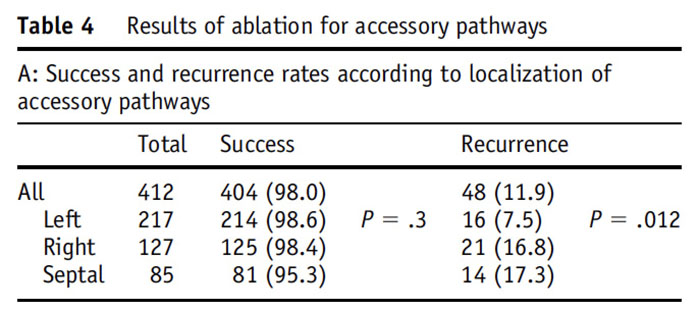 Table 4 Results of ablation for accessory pathways
A: Success and recurrence rates according to localization of
accessory pathways
Total Success Recurrence
All 412 404 (98.0) 48 (11.9)
Left 217 214 (98.6) P = .3 16 (7.5) P = .012
Right 127 125 (98.4) 21 (16.8)
Septal 85 81 (95.3) 14 (17.3)